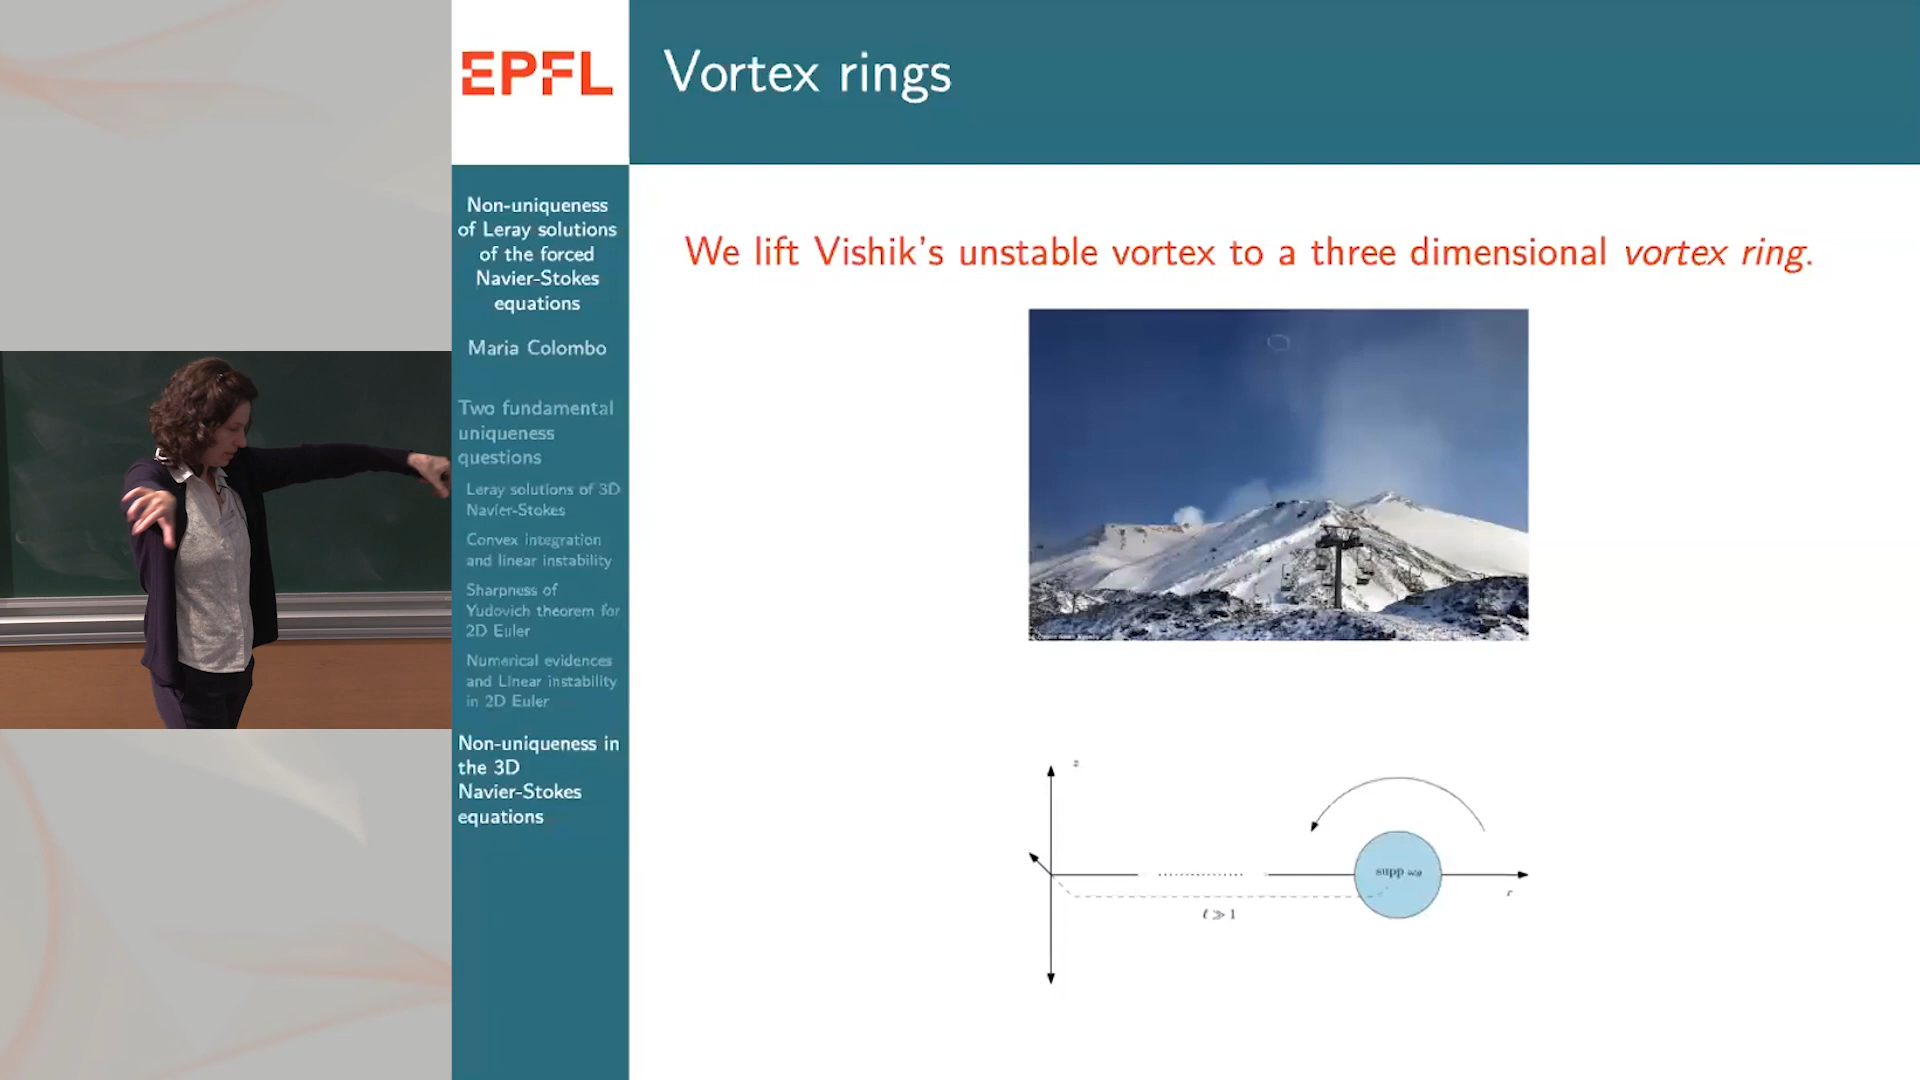 EPFL
Vortex rings
Non-uniqueness
of Leray solutions
of the forced
Navier-Stokes
equations
Maria Colombo
Two fundamental
uniqueness
questions
Leray solutions of 3D
Navier-Stokes
Convex integration
and linear instability
Sharpness of
Yudovich theorem for
2D Euler
Numerical evidences
and Linear instability
in 2D Euler
Non-uniqueness in
the 3D
Navier-Stokes
equations
We lift Vishik's unstable vortex to a three dimensional vortex ring.
z
supp
r
ℓ ≫ 1